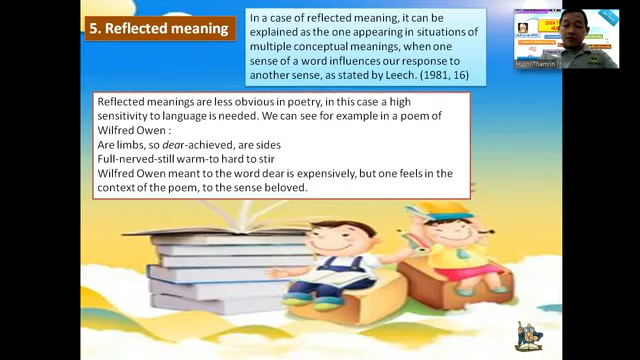 5. Reflected meaning
In a case of reflected meaning, it can be
explained as the one appearing in situations of
multiple conceptual meanings, when one
sense of a word influences our response to
another sense, as stated by Leech. (1981, 16)
Reflected meanings are less obvious in poetry, in this case a high
sensitivity to language is needed. We can see for example in a poem of
Wilfred Owen :
Are limbs, so dear-achieved, are sides
Full-nerved-still warm-to hard to stir
Wilfred Owen meant to the word dear is expensively, but one feels in the
context of the poem, to the sense beloved.
Thamrin